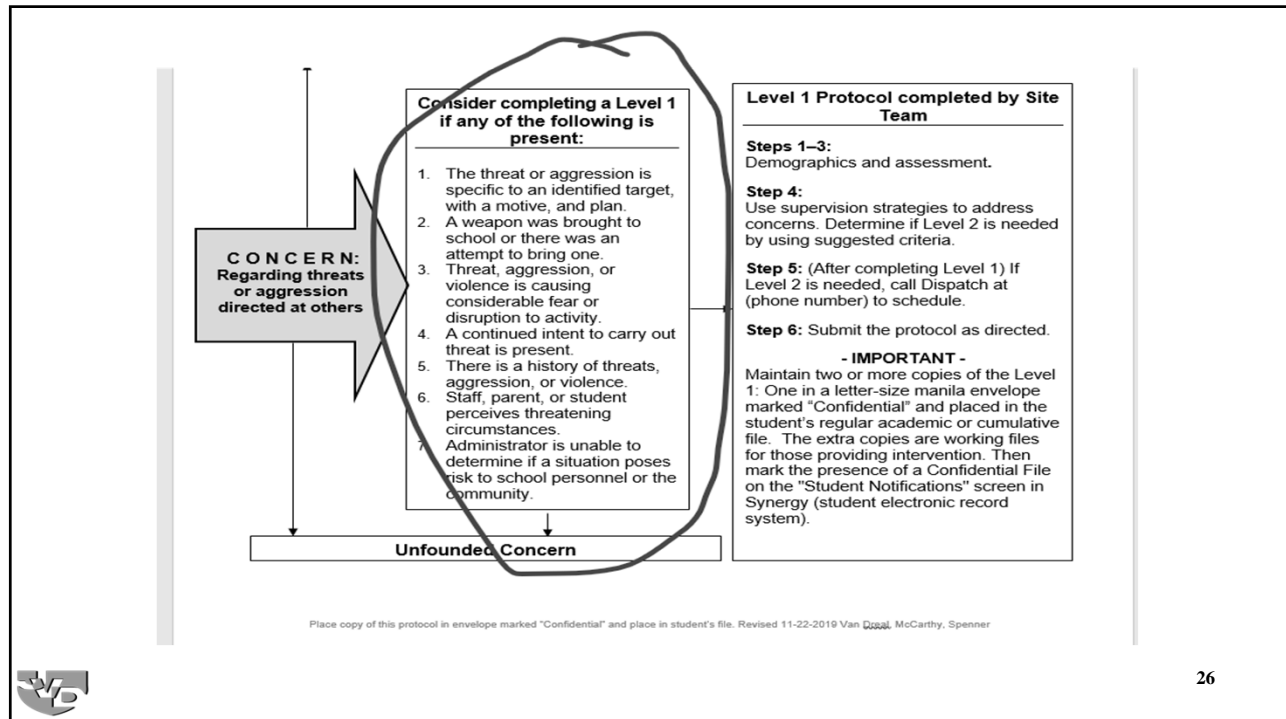 CONCERN:
Regarding threats
or aggression
directed at others
Consider completing a Level 1
if any of the following is
present:
1. The threat or aggression is
specific to an identified target,
with a motive, and plan.
2. A weapon was brought to
school or there was an
attempt to bring one.
3. Threat, aggression, or
violence is causing
considerable fear or
disruption to activity.
4. A continued intent to carry out
threat is present.
5. There is a history of threats,
aggression, or violence.
6. Staff, parent, or student
perceives threatening
circumstances.
7. Administrator is unable to
determine if a situation poses
risk to school personnel or the
community.
Unfounded Concern
Level 1 Protocol completed by Site
Team
Steps 1–3:
Demographics and assessment.
Step 4:
Use supervision strategies to address
concerns. Determine if Level 2 is needed
by using suggested criteria.
Step 5: (After completing Level 1) If
Level 2 is needed, call Dispatch at
(phone number) to schedule.
Step 6: Submit the protocol as directed.
- IMPORTANT -
Maintain two or more copies of the Level
1: One in a letter-size manila envelope
marked “Confidential” and placed in the
student’s regular academic or cumulative
file. The extra copies are working files
for those providing intervention. Then
mark the presence of a Confidential File
on the "Student Notifications" screen in
Synergy (student electronic record
system).
Place copy of this protocol in envelope marked “Confidential” and place in student’s file. Revised 11-22-2019 Van Dreal, McCarthy, Spenner
26